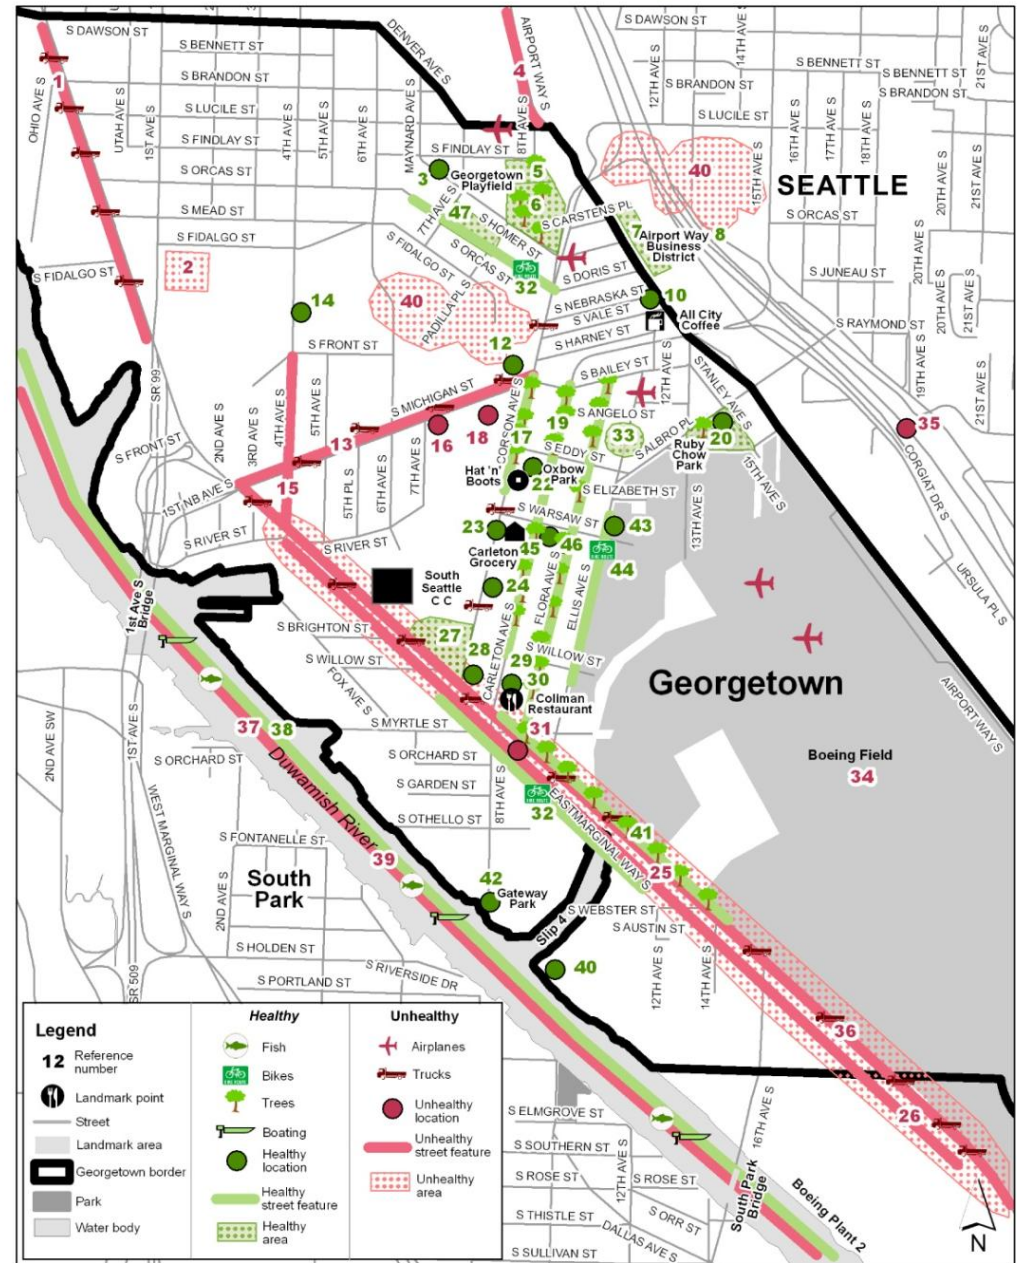 S DAWSON ST
S BENNETT ST
S BRANDON ST
S LUCILE ST
S FINDLAY ST
S ORCAS ST
S MEAD ST
S FIDALGO ST
S FIDALGO ST
OHIO AVE S
UTAH AVE S
1ST AVE S
4TH AVE S
5TH AVE S
6TH AVE S
MAYNARD AVE S
DENVER AVE S
AIRPORT WAY S
8TH AVE S
S FINDLAY ST
1
2
3
4
5
6
7
8
Georgetown
Playfield
47
7TH AVE S
S HOMER ST
S CARSTENS PL
S FIDALGO ST
S ORCAS ST
PADILLA PL S
32
S DORIS ST
S NEBRASKA ST
S VALE ST
S HARNEY ST
S BAILEY ST
Airport Way
Business
District
10
All City
Coffee
S DAWSON ST
12TH AVE S
14TH AVE S
S BRANDON ST
S LUCILE ST
S BENNETT ST
S BENNETT ST
S BRANDON ST
21ST AVE S
40
15TH AVE S
16TH AVE S
17TH AVE S
18TH AVE S
SEATTLE
20TH AVE S
21ST AVE S
S ORCAS ST
S JUNEAU ST
20TH AVE S
S RAYMOND ST
20TH AVE S
21ST AVE S
19TH AVE S
21ST AVE S
35
CORGIAT DR S
URSULA PL S
AIRPORT WAY S
14
40
12
S FRONT ST
SR 99
2ND AVE S
3RD AVE S
4TH AVE S
5TH AVE S
S MICHIGAN ST
13
16
18
S FRONT ST
1ST NB AVE S
15
5TH PL S
6TH AVE S
7TH AVE S
S RIVER ST
S RIVER ST
CORSON AVE S
17
19
S ANGELO ST
12TH AVE S
STANLEY AVE S
33
S ALBRO PL
20
Ruby
Chow
Park
15TH AVE S
13TH AVE S
S EDDY ST
Hat 'n'
Boots
22
Oxbow
Park
S ELIZABETH ST
S WARSAW ST
23
43
Carleton
Grocery
45
46
44
24
FLORA AVE S
ELLIS AVE S
CARLETON AVE S
South
Seattle
C C
1st Ave S
Bridge
S BRIGHTON ST
S WILLOW ST
FOX AVE S
27
28
29
30
S WILLOW ST
Coliman
Restaurant
31
S MYRTLE ST
S ORCHARD ST
S GARDEN ST
S OTHELLO ST
8TH AVE S
32
EAST MARGINAL WAY S
Georgetown
Boeing Field
34
41
25
2ND AVE SW
1ST AVE S
37
38
Duwamish River
S ORCHARD ST
WEST MARGINAL WAY S
S FONTANELLE ST
39
South
Park
2ND AVE S
42
Gateway
Park
Slip 4
S WEBSTER ST
S AUSTIN ST
12TH AVE S
14TH AVE S
40
S HOLDEN ST
S PORTLAND ST
S RIVERSIDE DR
SR 509
36
26
16TH AVE S
S ELMGROVE ST
S SOUTHERN ST
S ROSE ST
S ROSE ST
12TH AVE S
S ORR ST
S THISTLE ST
DALLAS AVE S
S SULLIVAN ST
South Park
Bridge
Boeing Plant 2
N
Legend
12
Reference
number
Landmark point
Street
Landmark area
Georgetown border
Park
Water body
Healthy
Fish
Bikes
Trees
Boating
Healthy
location
Healthy
street feature
Healthy
area
Unhealthy
Airplanes
Trucks
Unhealthy
location
Unhealthy
street feature
Unhealthy
area